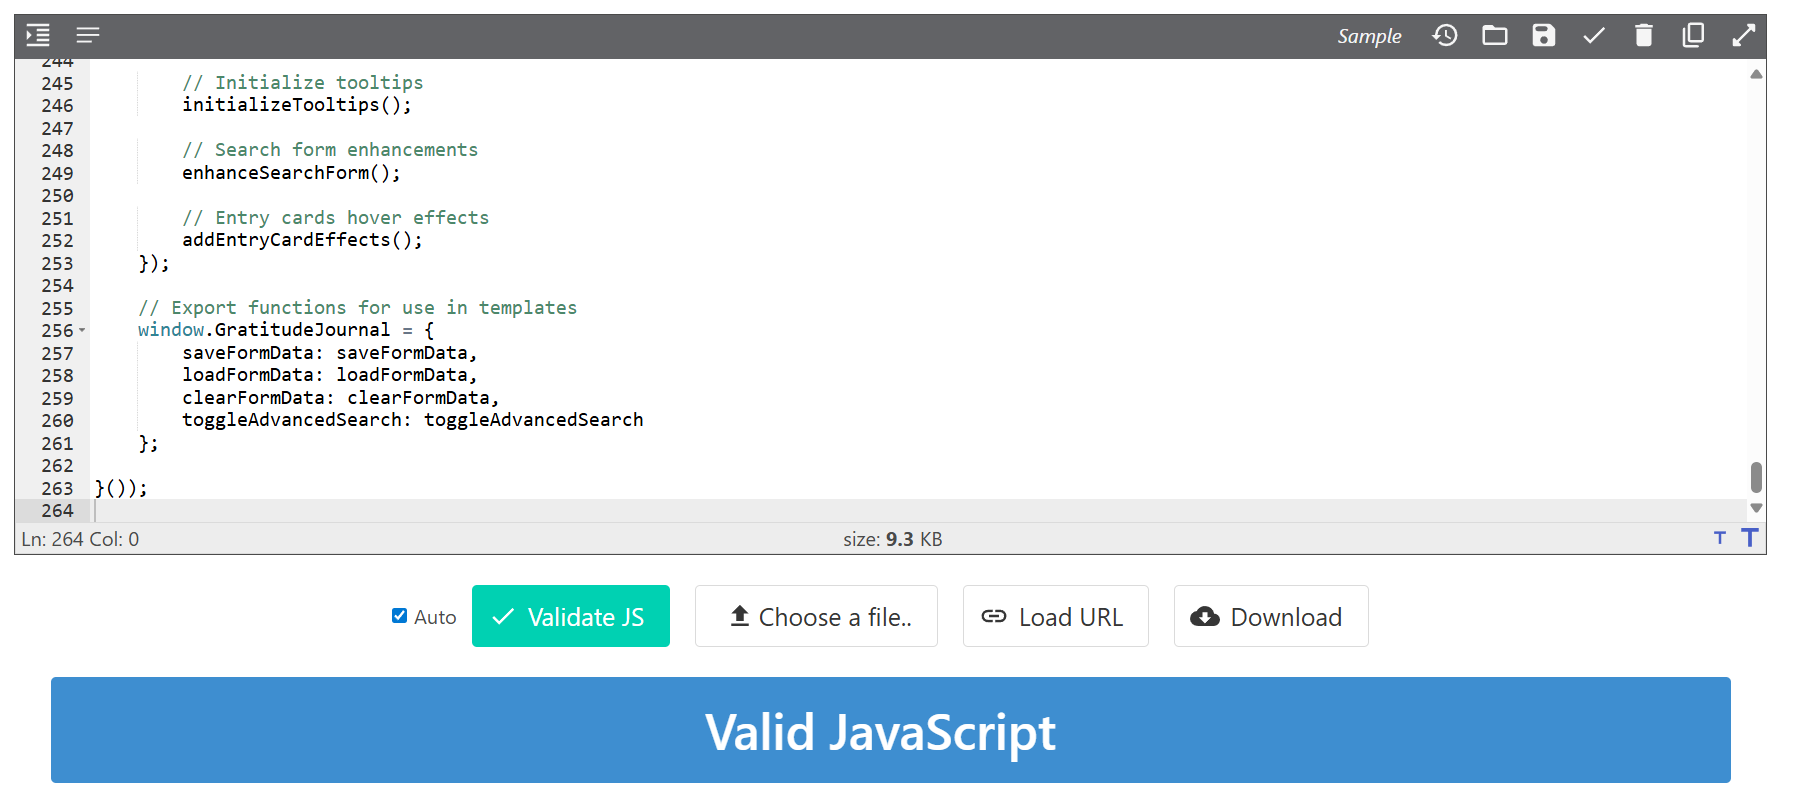 Sample
244
245 // Initialize tooltips
246 initializeTooltips();
247
248 // Search form enhancements
249 enhanceSearchForm();
250
251 // Entry cards hover effects
252 addEntryCardEffects();
253 });
254
255 // Export functions for use in templates
256 window.GratitudeJournal = {
257 saveFormData: saveFormData,
258 loadFormData: loadFormData,
259 clearFormData: clearFormData,
260 toggleAdvancedSearch: toggleAdvancedSearch
261 };
262
263 }());
264
Ln: 264 Col: 0 size: 9.3 KB T T
Auto Validate JS Choose a file.. Load URL Download
Valid JavaScript